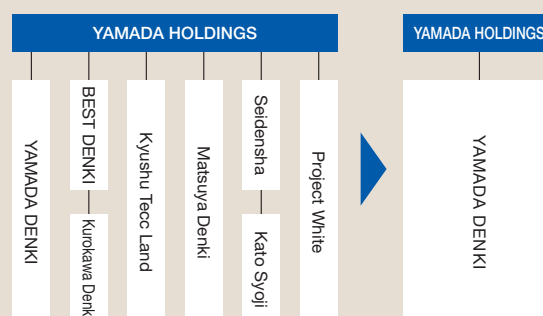 YAMADA HOLDINGS
YAMADA DENKI
BEST DENKI
Kurokawa Denk
Kyushu Tecc Land
Matsuya Denki
Seidensha
Kato Syoji
Project White
YAMADA HOLDINGS
YAMADA DENKI